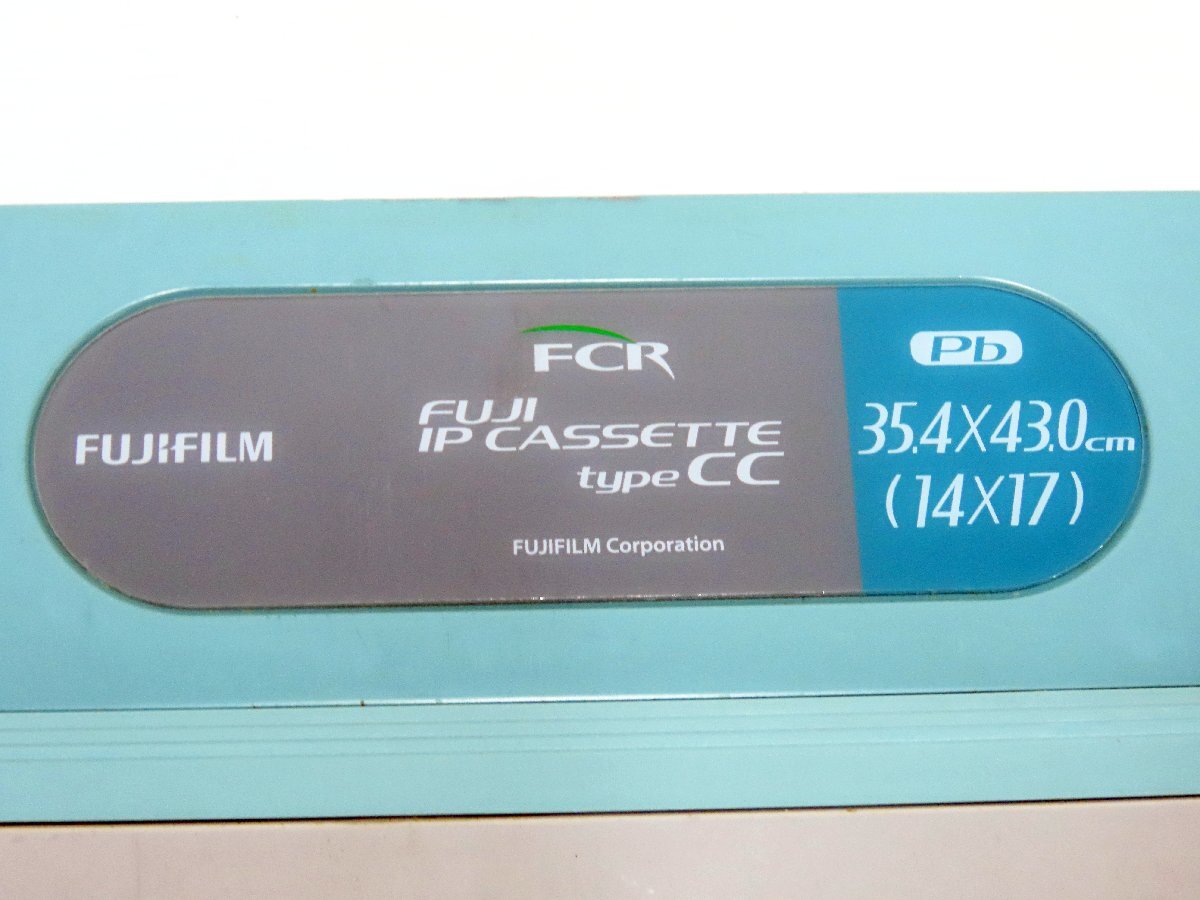 FUJIFILM
FCR
FUJI
IP CASSETTE
type CC
FUJIFILM Corporation
Pb
35.4X43.0cm
(14X17)